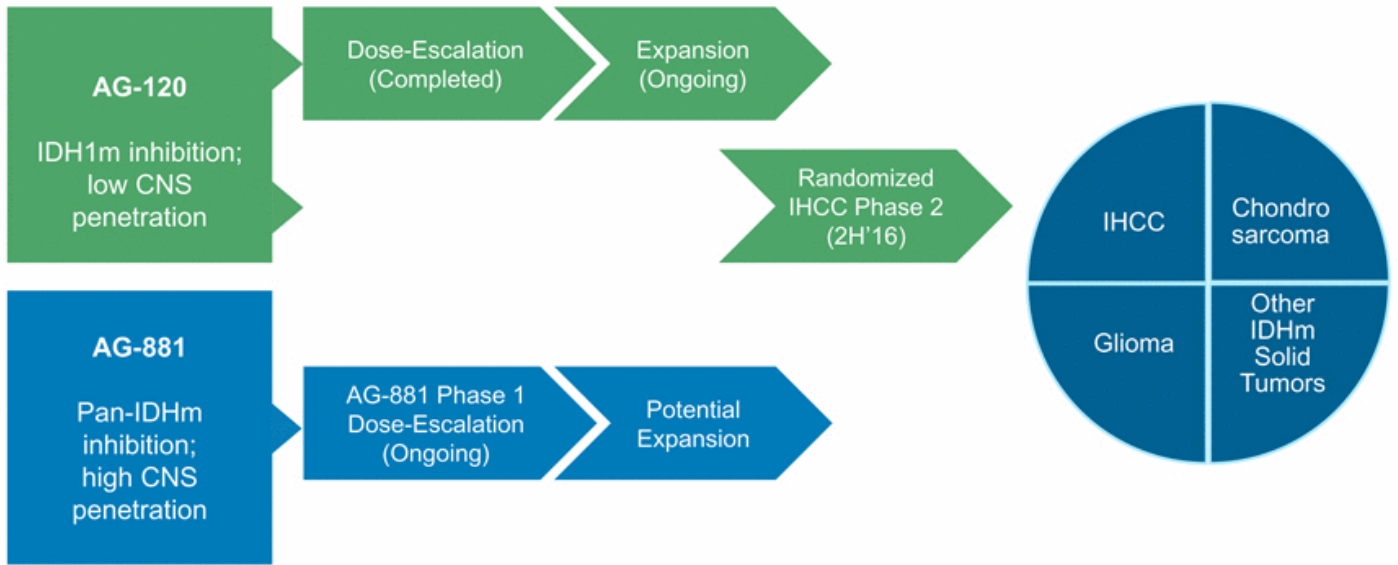 AG-120
IDH1m inhibition;
low CNS
penetration
Dose-Escalation
(Completed)
Expansion
(Ongoing)
Randomized
IHCC Phase 2
(2H’16)
AG-881
Pan-IDHm
inhibition;
high CNS
penetration
AG-881 Phase 1
Dose-Escalation
(Ongoing)
Potential
Expansion
IHCC
Chondro
sarcoma
Glioma
Other
IDHm
Solid
Tumors